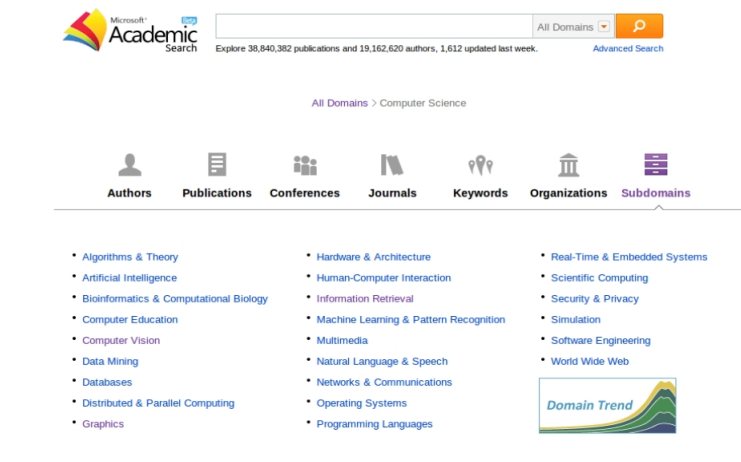 Microsoft® Beta
Academic
Search
All Domains
Explore 38,840,382 publications and 19,162,620 authors, 1,612 updated last week. Advanced Search
All Domains > Computer Science
Authors Publications Conferences Journals Keywords Organizations Subdomains
• Algorithms & Theory
• Artificial Intelligence
• Bioinformatics & Computational Biology
• Computer Education
• Computer Vision
• Data Mining
• Databases
• Distributed & Parallel Computing
• Graphics
• Hardware & Architecture
• Human-Computer Interaction
• Information Retrieval
• Machine Learning & Pattern Recognition
• Multimedia
• Natural Language & Speech
• Networks & Communications
• Operating Systems
• Programming Languages
• Real-Time & Embedded Systems
• Scientific Computing
• Security & Privacy
• Simulation
• Software Engineering
• World Wide Web
Domain Trend